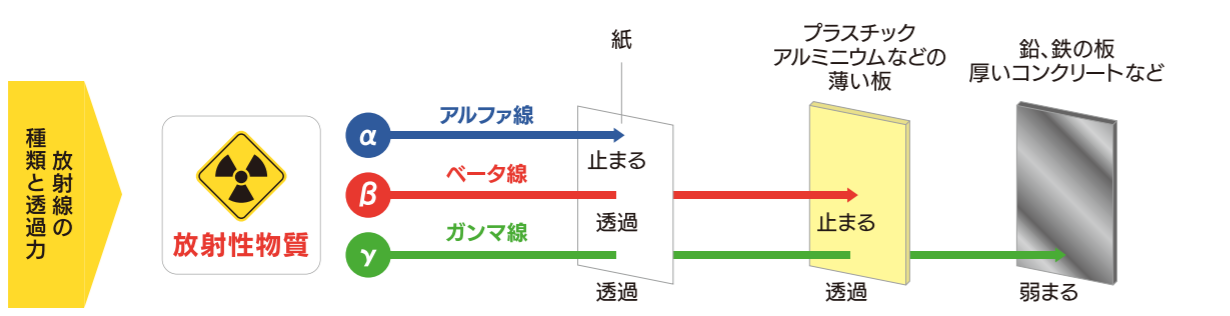 放射線の
種類と透過力
放射性物質
α
アルファ線
β
ベータ線
γ
ガンマ線
紙
止まる
透過
透過
プラスチック
アルミニウムなどの
薄い板
止まる
透過
鉛、鉄の板
厚いコンクリートなど
弱まる